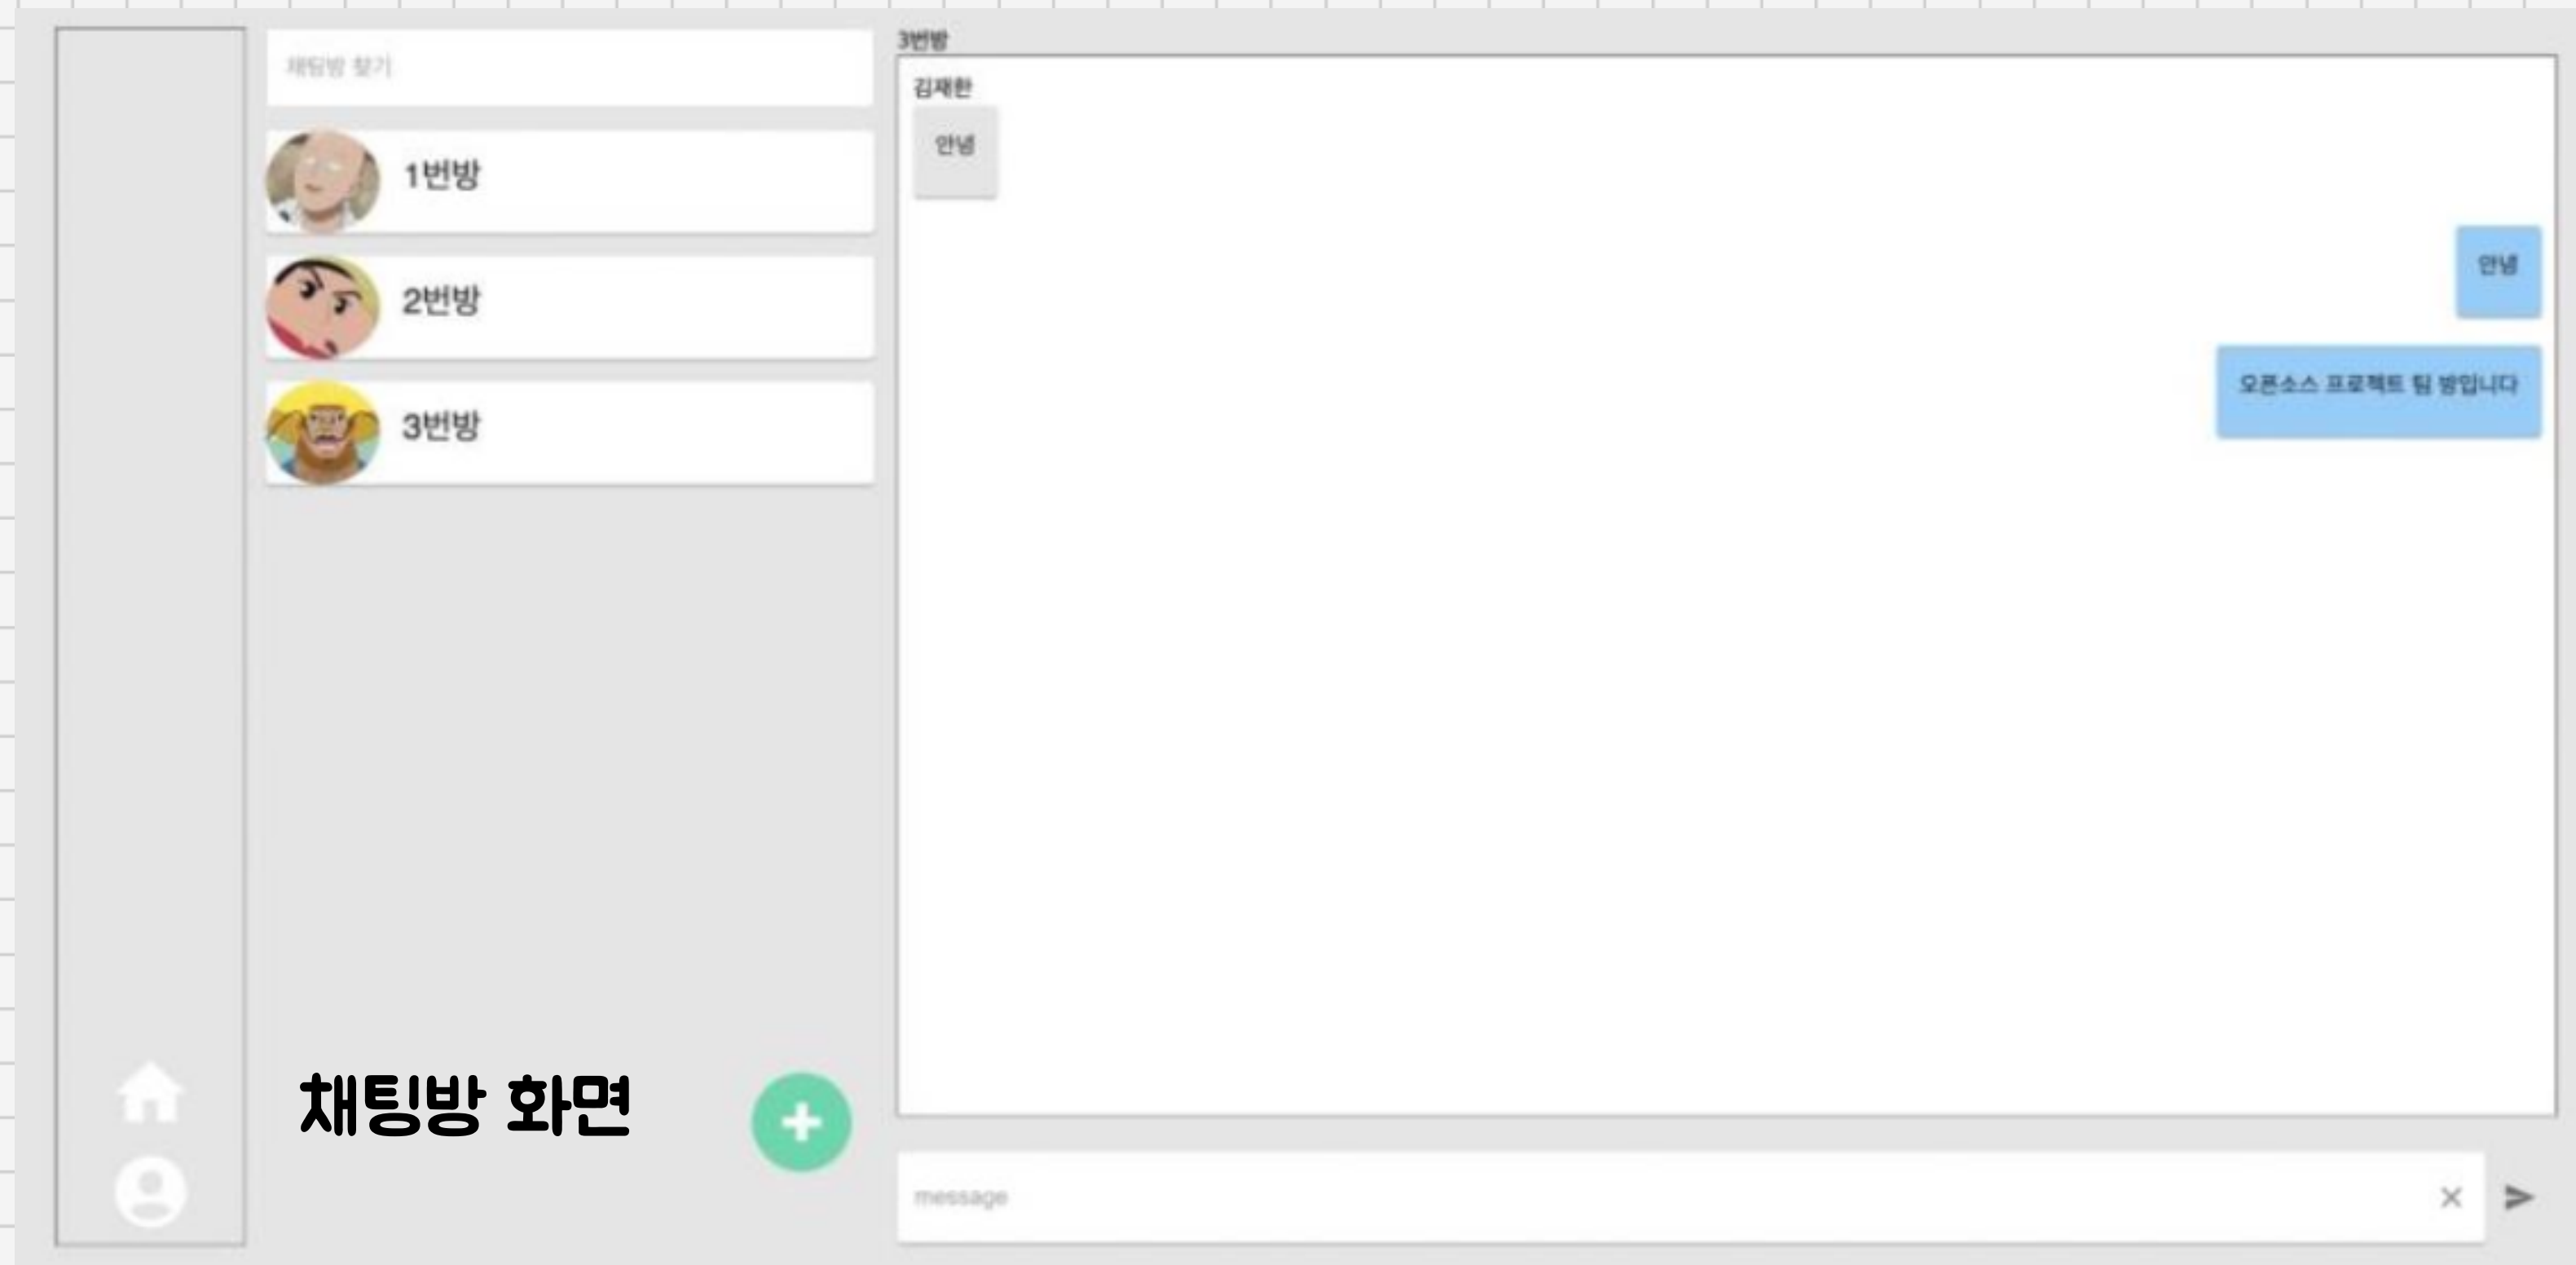 채팅방 찾기
1번방
2번방
3번방
채팅방 화면
3번방
김재환
안녕
안녕
오픈소스 프로젝트 팀 방입니다
message